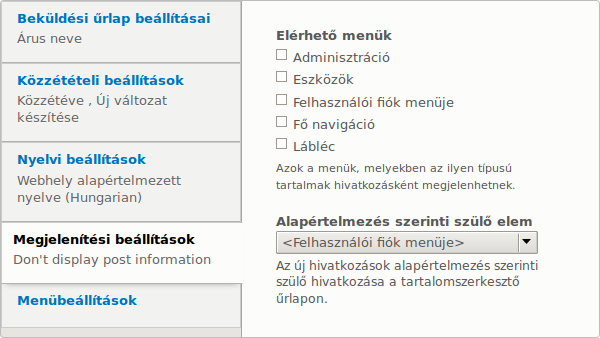 Beküldési űrlap beállításai
Árus neve
Közzétételi beállítások
Közzétéve , Új változat
készítése
Nyelvi beállítások
Webhely alapértelmezett
nyelve (Hungarian)
Megjelenítési beállítások
Don't display post information
Menübeállítások
Elérhető menük
Adminisztráció
Eszközök
Felhasználói fiók menüje
Fő navigáció
Lábléc
Azok a menük, melyekben az ilyen típusú
tartalmak hivatkozásként megjelenhetnek.
Alapértelmezés szerinti szülő elem
<Felhasználói fiók menüje>
Az új hivatkozások alapértelmezés szerinti
szülő hivatkozása a tartalomszerkesztő
űrlapon.